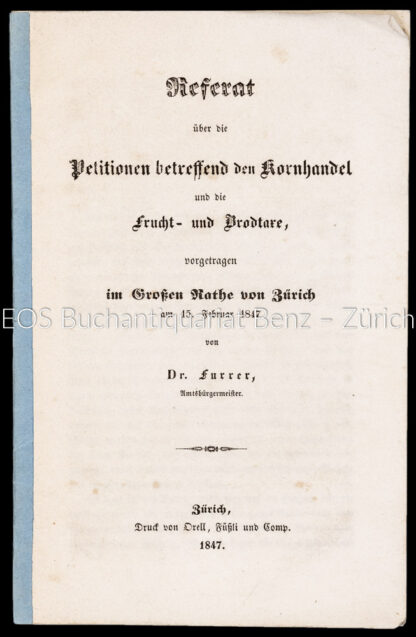 Referat
über die
Petitionen betreffend den Kornhandel
und die
Frucht- und Brodtaxe,
vorgetragen
im Großen Rathe von Zürich
am 15. Februar 1847
EOS Buchantiquariat Benz – Zürich
von
Dr. Furrer,
Amtsbürgermeister.
Zürich,
Druck von Orell, Füßli und Comp.
1847.